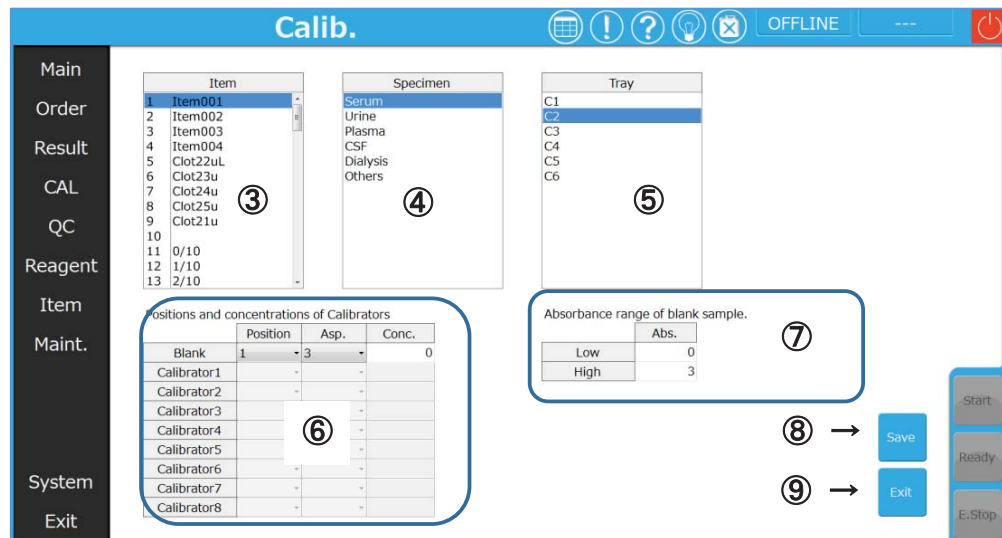 Calib.
OFFLINE
---
Main
Order
Result
CAL
QC
Reagent
Item
Maint.
System
Exit
Item
1 Item001
2 Item002
3 Item003
4 Item004
5 Clot22uL
6 Clot23u
7 Clot24u
8 Clot25u
9 Clot21u
10
11 0/10
12 1/10
13 2/10
③
Specimen
Serum
Urine
Plasma
CSF
Dialysis
Others
④
Tray
C1
C2
C3
C4
C5
C6
⑤
Positions and concentrations of Calibrators
Position Asp. Conc.
Blank 1 3 0
Calibrator1
Calibrator2
Calibrator3
Calibrator4
Calibrator5
Calibrator6
Calibrator7
Calibrator8
⑥
Absorbance range of blank sample.
Abs.
Low 0
High 3
⑦
⑧ → Save
⑨ → Exit
Start
Ready
E.Stop